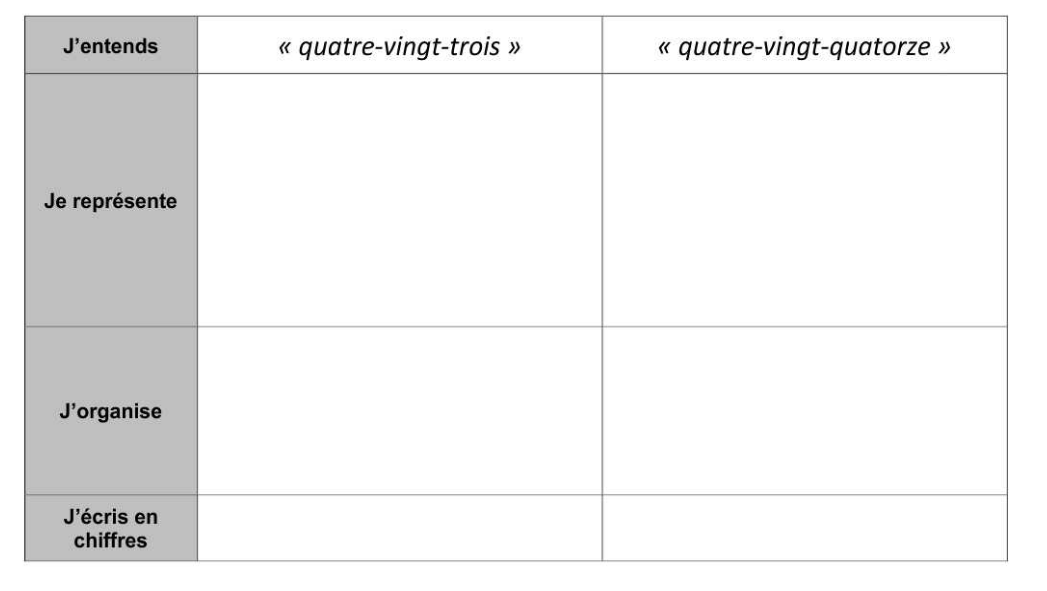 J’entends
« quatre-vingt-trois »
« quatre-vingt-quatorze »
Je représente
J’organise
J’écris en
chiffres